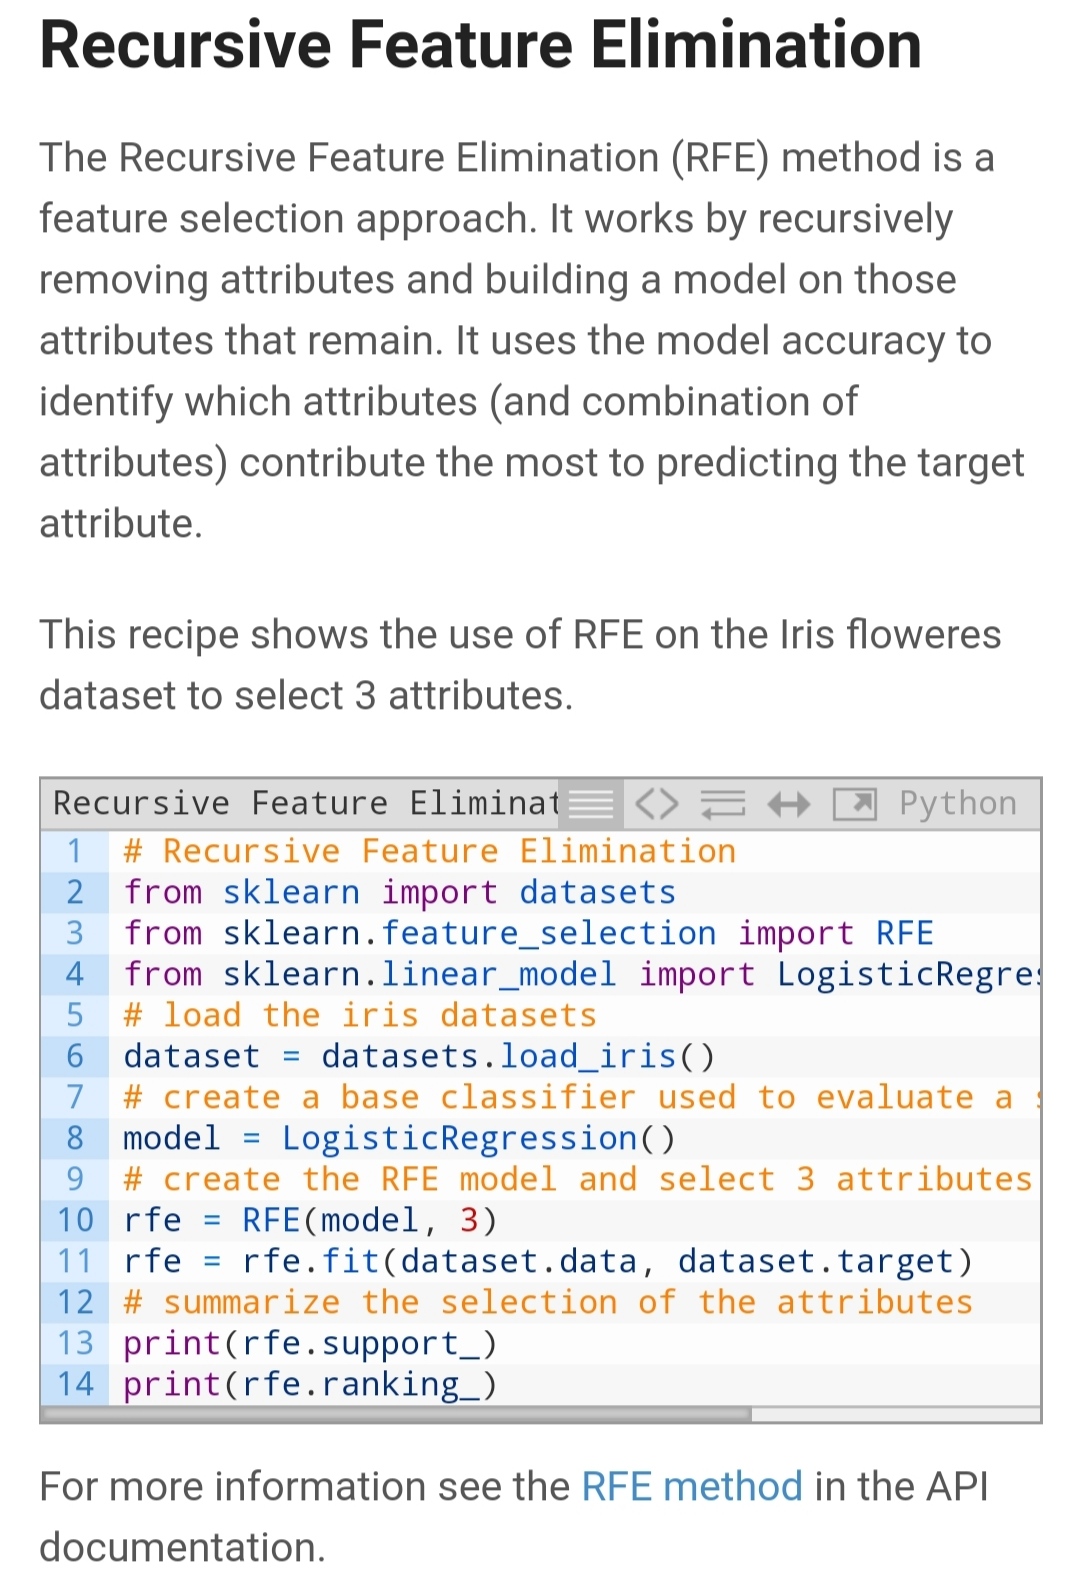 Recursive Feature Elimination
The Recursive Feature Elimination (RFE) method is a
feature selection approach. It works by recursively
removing attributes and building a model on those
attributes that remain. It uses the model accuracy to
identify which attributes (and combination of
attributes) contribute the most to predicting the target
attribute.
This recipe shows the use of RFE on the Iris floweres
dataset to select 3 attributes.
Recursive Feature Eliminat Python
1 # Recursive Feature Elimination
2 from sklearn import datasets
3 from sklearn.feature_selection import RFE
4 from sklearn.linear_model import LogisticRegres
5 # load the iris datasets
6 dataset = datasets.load_iris()
7 # create a base classifier used to evaluate a
8 model = LogisticRegression()
9 # create the RFE model and select 3 attributes
10 rfe = RFE(model, 3)
11 rfe = rfe.fit(dataset.data, dataset.target)
12 # summarize the selection of the attributes
13 print(rfe.support_)
14 print(rfe.ranking_)
For more information see the RFE method in the API
documentation.